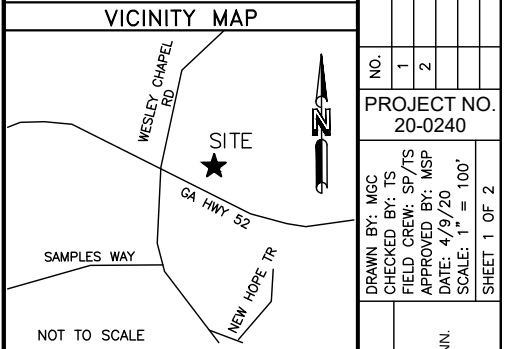 VICINITY MAP
WESLEY CHAPEL
RD
N
SITE
GA HWY 52
SAMPLES WAY
NEW HOPE TR
NOT TO SCALE
NO.
1
2
PROJECT NO.
20-0240
DRAWN BY: MGC
CHECKED BY: TS
FIELD CREW: SP/TS
APPROVED BY: MSP
DATE: 4/9/20
SCALE: 1" = 100'
SHEET 1 OF 2
NN.